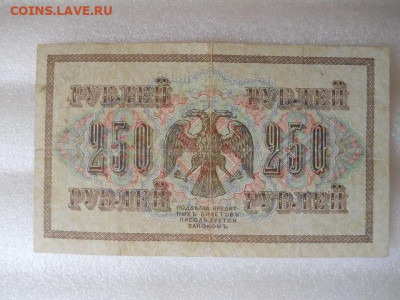 COINS.LAVE.RU
РУБЛЕЙ РУБЛЕЙ
250 250
РУБЛЕЙ РУБЛЕЙ
ПОДДѢЛКА КРЕДИТ-
НЫХЪ БИЛЕТОВЪ
ПРЕСЛѢДУЕТСЯ
ЗАКОНОМЪ